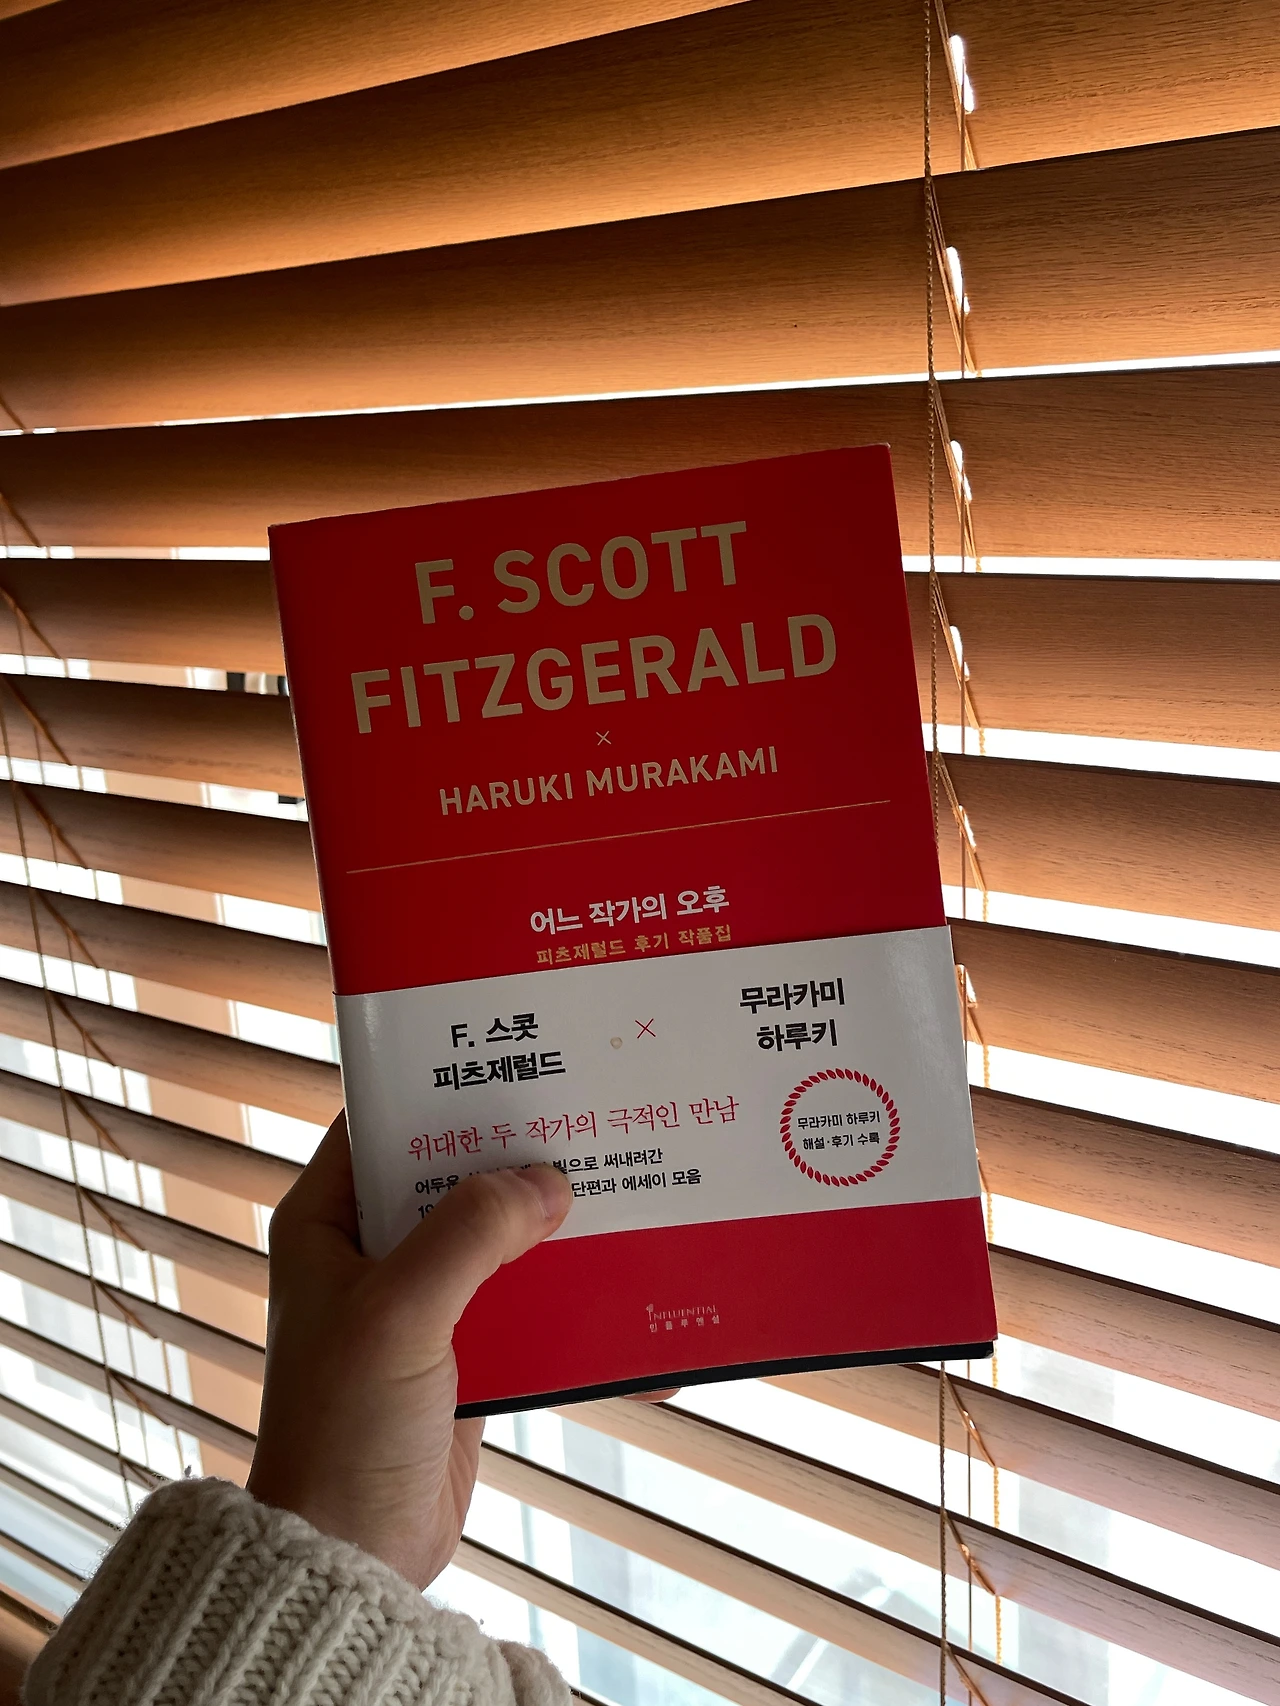 F. SCOTT
FITZGERALD
×
HARUKI MURAKAMI
어느 작가의 오후
피츠제럴드 후기 작품집
F. 스콧
피츠제럴드
×
무라카미
하루키
위대한 두 작가의 극적인 만남
어두운 빛으로 써내려간
단편과 에세이 모음
무라카미 하루키
해설·후기 수록
INFLUENTIAL
인플루엔셜